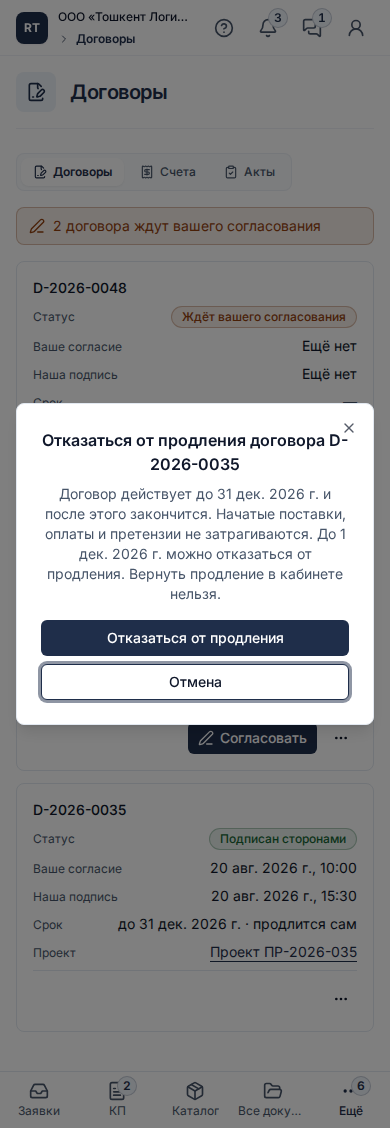 RT
ООО «Тошкент Логи...
Договоры
3
1
Договоры
Договоры
Счета
Акты
2 договора ждут вашего согласования
D-2026-0048
Статус
Ждёт вашего согласования
Ваше согласие
Ещё нет
Наша подпись
Ещё нет
Срок
—
Отказаться от продления договора D-
2026-0035
Договор действует до 31 дек. 2026 г. и
после этого закончится. Начатые поставки,
оплаты и претензии не затрагиваются. До 1
дек. 2026 г. можно отказаться от
продления. Вернуть продление в кабинете
нельзя.
Отказаться от продления
Отмена
Согласовать
D-2026-0035
Статус
Подписан сторонами
Ваше согласие
20 авг. 2026 г., 10:00
Наша подпись
20 авг. 2026 г., 15:30
Срок
до 31 дек. 2026 г. · продлится сам
Проект
Проект ПР-2026-035
Заявки
2
КП
Каталог
Все доку...
6
Ещё